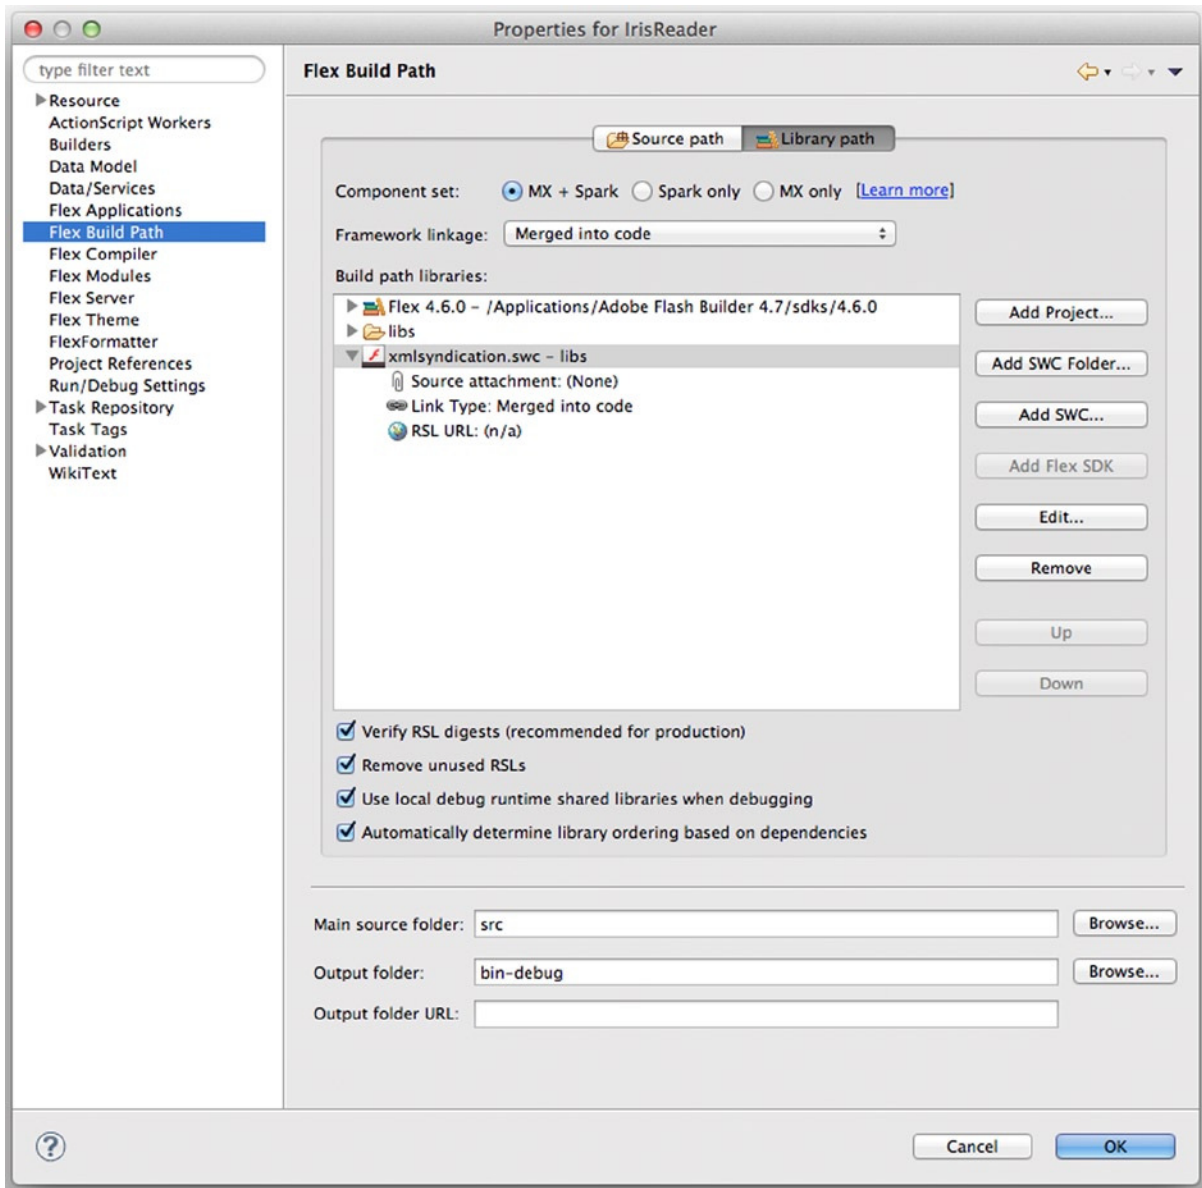 Properties for IrisReader
type filter text
Resource
ActionScript Workers
Builders
Data Model
Data/Services
Flex Applications
Flex Build Path
Flex Compiler
Flex Modules
Flex Server
Flex Theme
FlexFormatter
Project References
Run/Debug Settings
Task Repository
Task Tags
Validation
WikiText
Flex Build Path
Source path
Library path
Component set:
MX + Spark
Spark only
MX only
[Learn more]
Framework linkage:
Merged into code
Build path libraries:
Flex 4.6.0 – /Applications/Adobe Flash Builder 4.7/sdks/4.6.0
libs
xmlsyndication.swc – libs
Source attachment: (None)
Link Type: Merged into code
RSL URL: (n/a)
Add Project...
Add SWC Folder...
Add SWC...
Add Flex SDK
Edit...
Remove
Up
Down
Verify RSL digests (recommended for production)
Remove unused RSLs
Use local debug runtime shared libraries when debugging
Automatically determine library ordering based on dependencies
Main source folder:
src
Browse...
Output folder:
bin-debug
Browse...
Output folder URL:
?
Cancel
OK